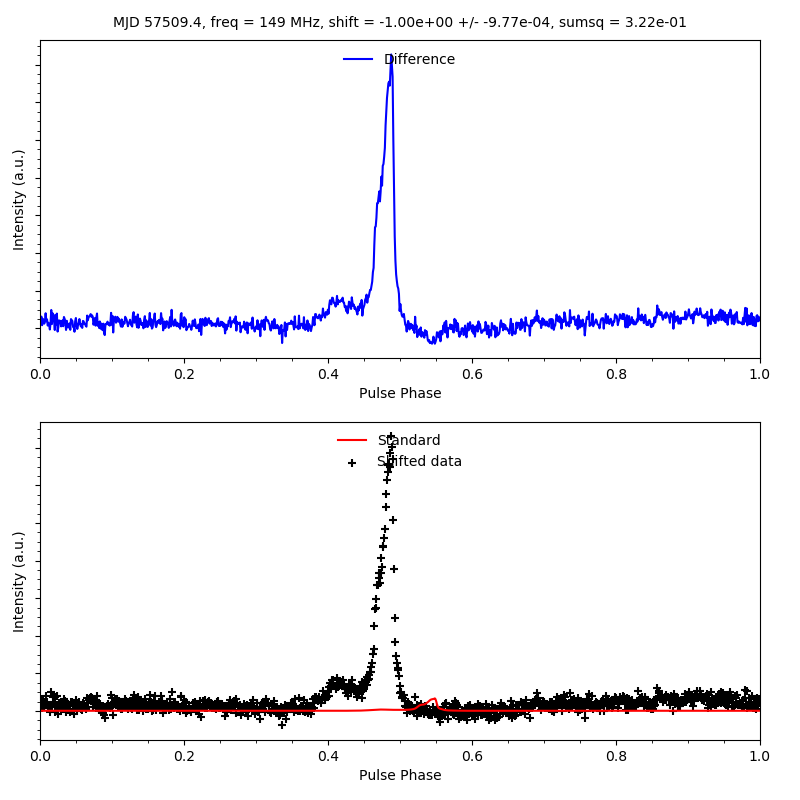 MJD 57509.4, freq = 149 MHz, shift = -1.00e+00 +/- -9.77e-04, sumsq = 3.22e-01
Difference
Intensity (a.u.)
0.0 0.2 0.4 0.6 0.8 1.0
Pulse Phase
Standard
Shifted data
Intensity (a.u.)
0.0 0.2 0.4 0.6 0.8 1.0
Pulse Phase